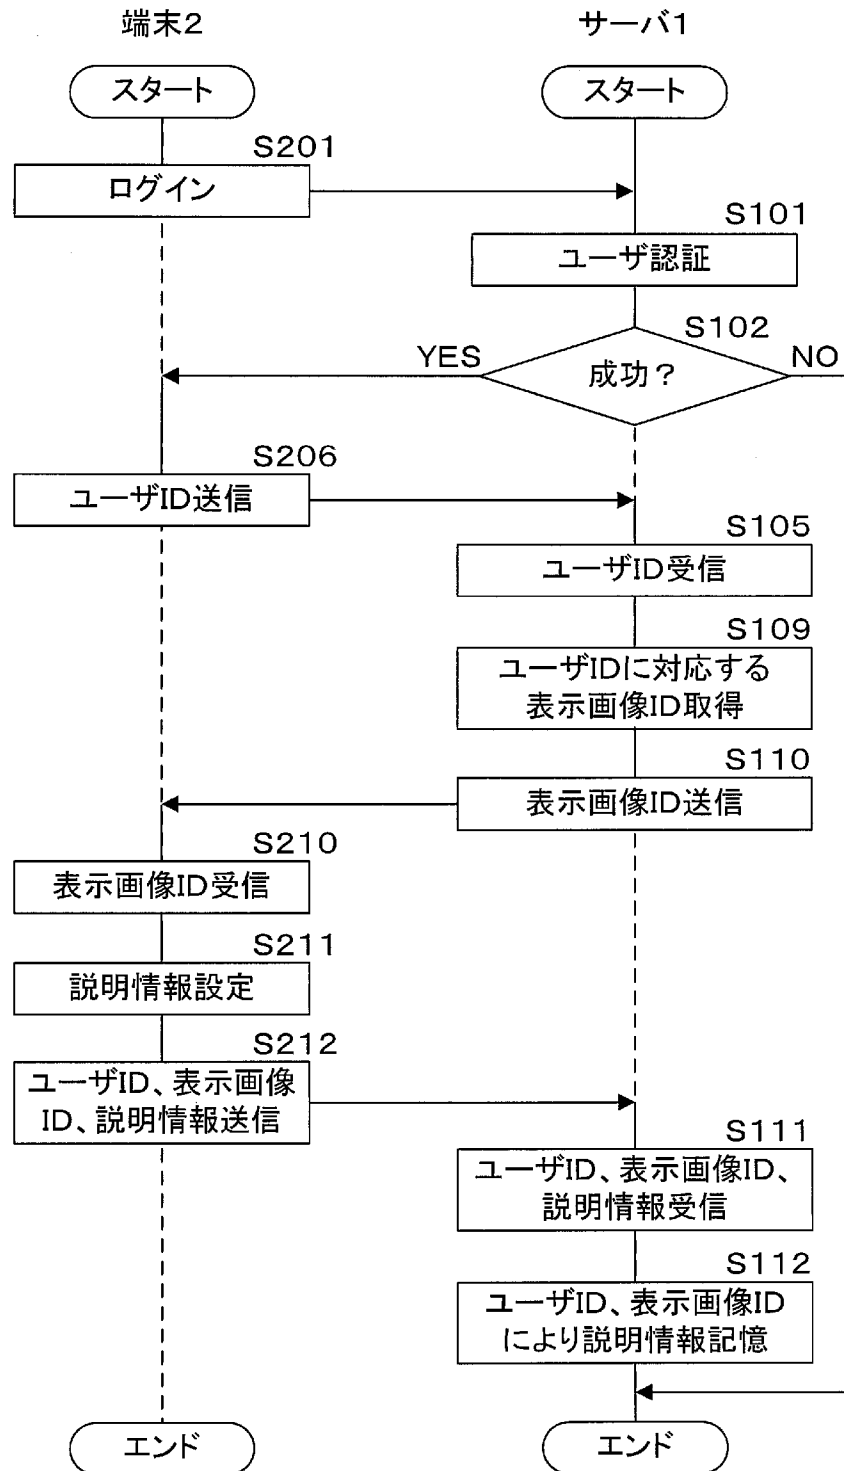 端末2
サーバ1
スタート
スタート
S201
ログイン
S101
ユーザ認証
S102
YES
成功？
NO
S206
ユーザID送信
S105
ユーザID受信
S109
ユーザIDに対応する
表示画像ID取得
S110
表示画像ID送信
S210
表示画像ID受信
S211
説明情報設定
S212
ユーザID、表示画像
ID、説明情報送信
S111
ユーザID、表示画像ID、
説明情報受信
S112
ユーザID、表示画像ID
により説明情報記憶
エンド
エンド